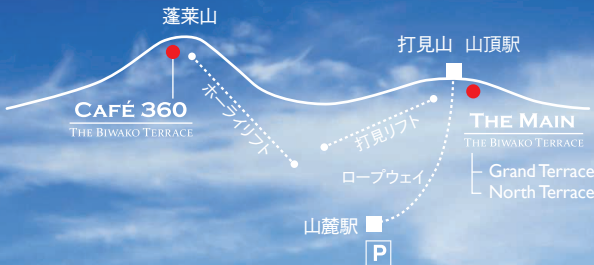 蓬莱山
打見山 山頂駅
CAFÉ 360
THE BIWAKO TERRACE
ホーライリフト
打見リフト
THE MAIN
THE BIWAKO TERRACE
Grand Terrace
North Terrace
ロープウェイ
山麓駅
P